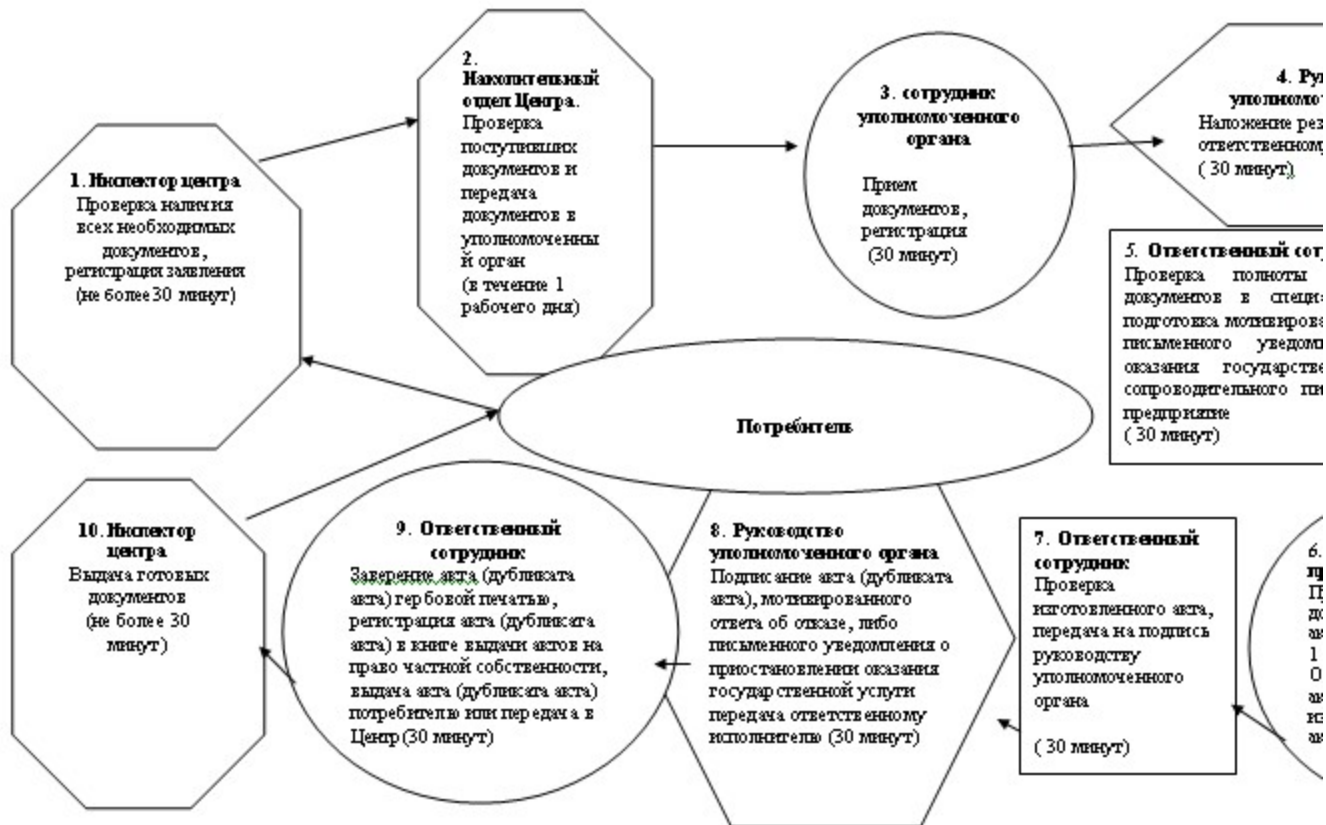 1. Инспектор центра
Проверка наличия
всех необходимых
документов,
регистрация заявления
(не более 30 минут)
2.
Накопительный
отдел Центра.
Проверка
поступивших
документов и
передача
документов в
уполномоченны
й орган
(в течение 1
рабочего дня)
3. сотрудник
уполномоченного
органа
Прием
документов,
регистрация
(30 минут)
4.
Наложение
ответственному
( 30 минут)
5. Ответственный
Проверка полноты
документов в
подготовка
письменного
оказания
сопроводительного
предприятие
( 30 минут)
Потребитель
6.
1
7. Ответственный
сотрудник
Проверка
изготовленного акта,
передача на подпись
руководству
уполномоченного
органа
( 30 минут)
8. Руководство
уполномоченного органа
Подписание акта (дубликата
акта), мотивированного
ответа об отказе, либо
письменного уведомления о
приостановлении оказания
государственной услуги
передача ответственному
исполнителю (30 минут)
9. Ответственный
сотрудник
Заверение акта (дубликата
акта) гербовой печатью,
регистрация акта (дубликата
акта) в книге выдачи актов на
право частной собственности,
выдача акта (дубликата акта)
потребителю или передача в
Центр (30 минут)
10. Инспектор
центра
Выдача готовых
документов
(не более 30
минут)